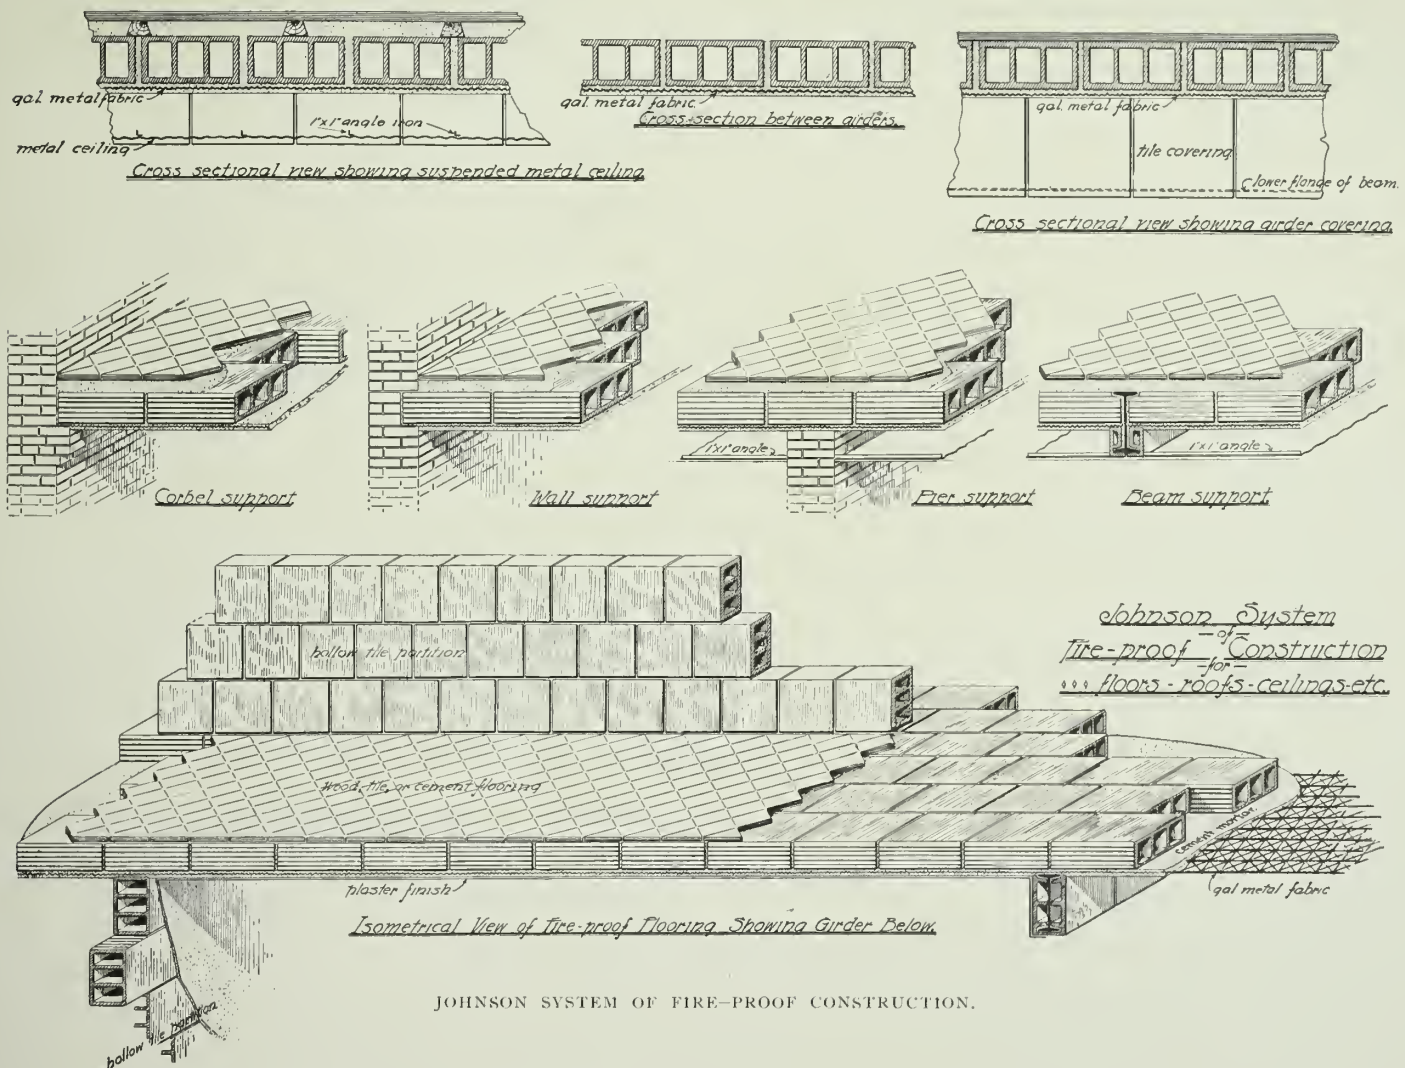 gal. metal fabric
1"x1" angle iron
metal ceiling
Cross sectional view showing suspended metal ceiling
gal. metal fabric
Cross-section between girders.
gal. metal fabric
tile covering
lower flange of beam.
Cross sectional view showing girder covering
Corbel support
Wall support
1"x1" angle
Pier support
1"x1" angle
Beam support
hollow tile partition
Johnson System
-of-
Fire-proof Construction
-for-
floors-roofs-ceilings-etc.
Wood, tile, or cement flooring
cement mortar
plaster finish
gal metal fabric
Isometrical View of Fire-proof Flooring Showing Girder Below.
hollow tile partition
JOHNSON SYSTEM OF FIRE-PROOF CONSTRUCTION.